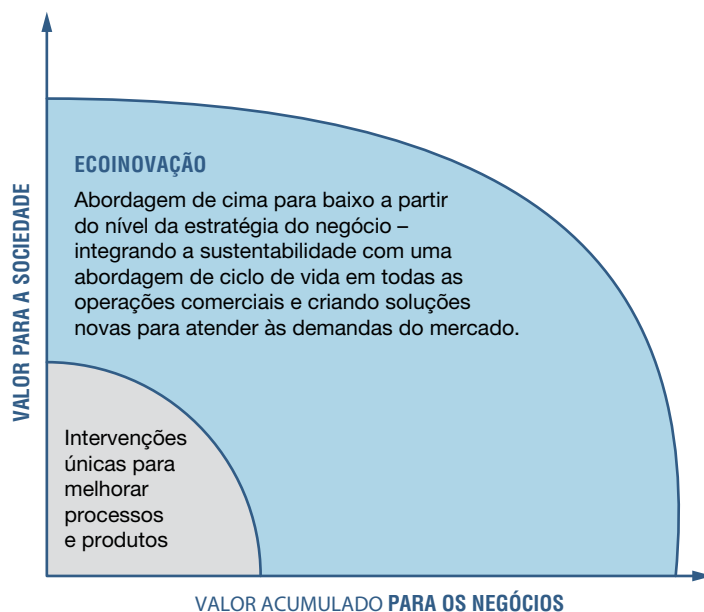 VALOR PARA A SOCIEDADE
ECOINOVAÇÃO
Abordagem de cima para baixo a partir
do nível da estratégia do negócio –
integrando a sustentabilidade com uma
abordagem de ciclo de vida em todas as
operações comerciais e criando soluções
novas para atender às demandas do mercado.
Intervenções
únicas para
melhorar
processos
e produtos
VALOR ACUMULADO PARA OS NEGÓCIOS